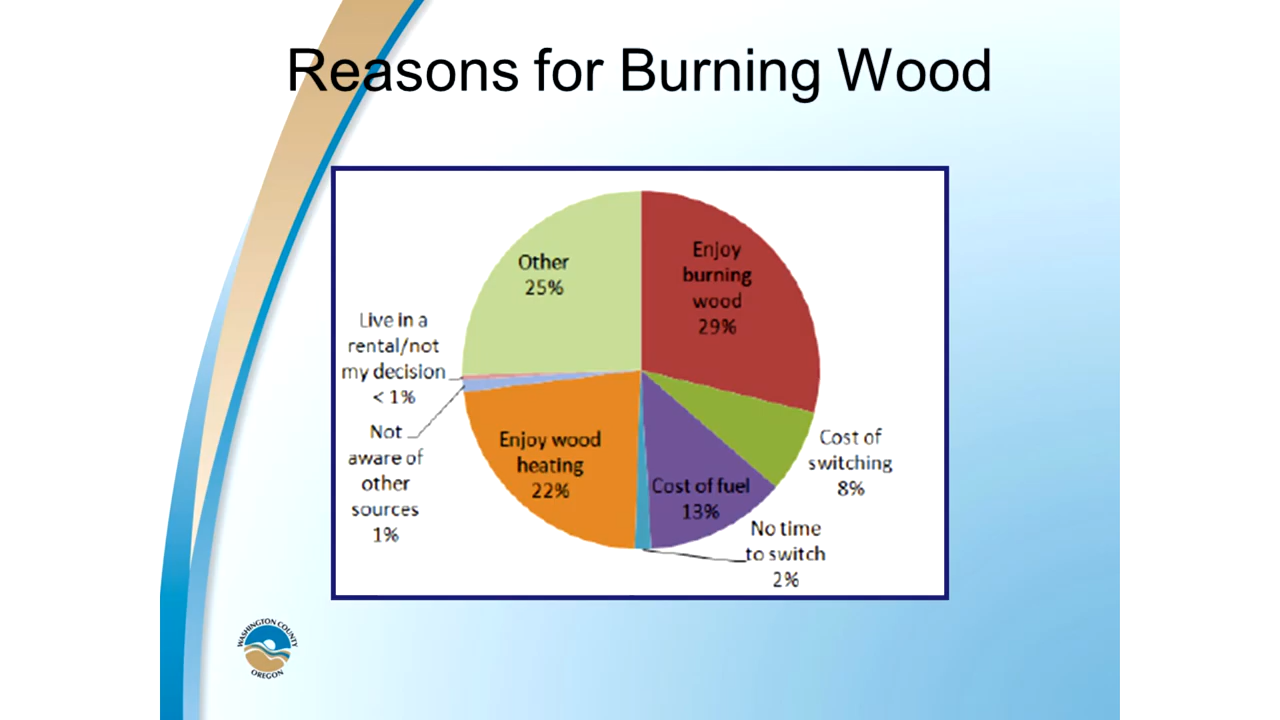 Reasons for Burning Wood
Other
25%
Enjoy
burning
wood
29%
Live in a
rental/not
my decision
< 1%
Not
aware of
other
sources
1%
Enjoy wood
heating
22%
Cost of fuel
13%
Cost of
switching
8%
No time
to switch
2%
WASHINGTON COUNTY
OREGON